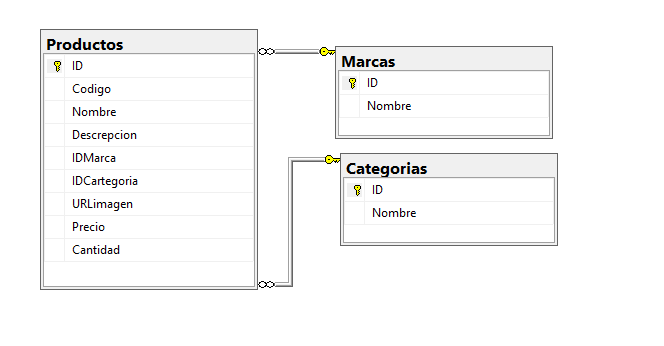 Productos
ID
Codigo
Nombre
Descrepcion
IDMarca
IDCartegoria
URLimagen
Precio
Cantidad
Marcas
ID
Nombre
Categorias
ID
Nombre